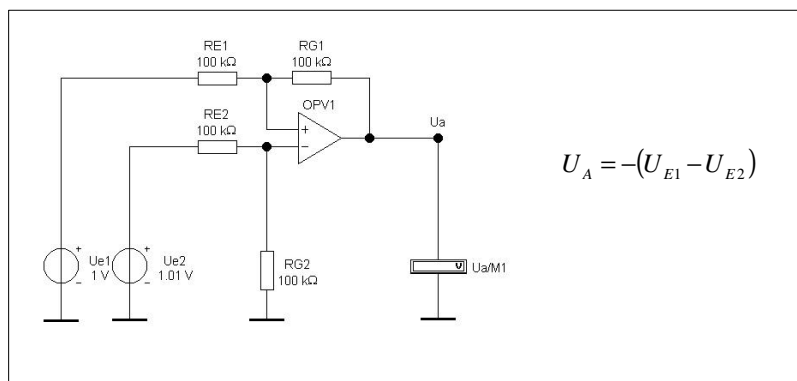 RE1
100 kΩ
RG1
100 kΩ
RE2
100 kΩ
OPV1
+
−
Ua
U_A = −(U_E1 − U_E2)
+
Ue1
1 V
−
+
Ue2
1.01 V
−
RG2
100 kΩ
V
Ua/M1